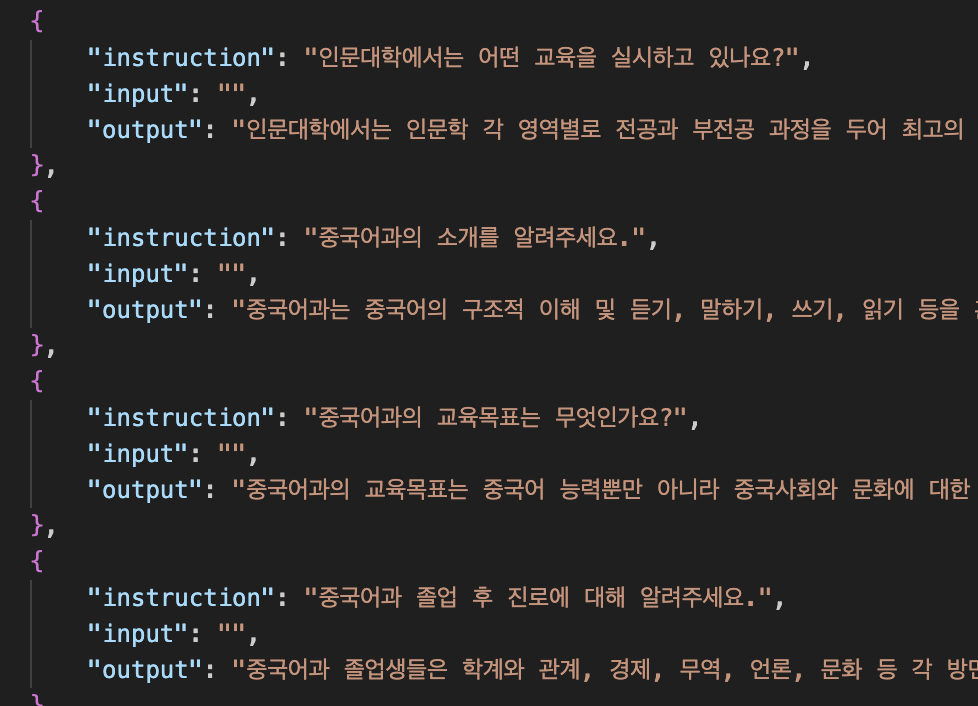 {
"instruction": "인문대학에서는 어떤 교육을 실시하고 있나요?",
"input": "",
"output": "인문대학에서는 인문학 각 영역별로 전공과 부전공 과정을 두어 최고의
},
{
"instruction": "중국어과의 소개를 알려주세요.",
"input": "",
"output": "중국어과는 중국어의 구조적 이해 및 듣기, 말하기, 쓰기, 읽기 등을
},
{
"instruction": "중국어과의 교육목표는 무엇인가요?",
"input": "",
"output": "중국어과의 교육목표는 중국어 능력뿐만 아니라 중국사회와 문화에 대한
},
{
"instruction": "중국어과 졸업 후 진로에 대해 알려주세요.",
"input": "",
"output": "중국어과 졸업생들은 학계와 관계, 경제, 무역, 언론, 문화 등 각
}